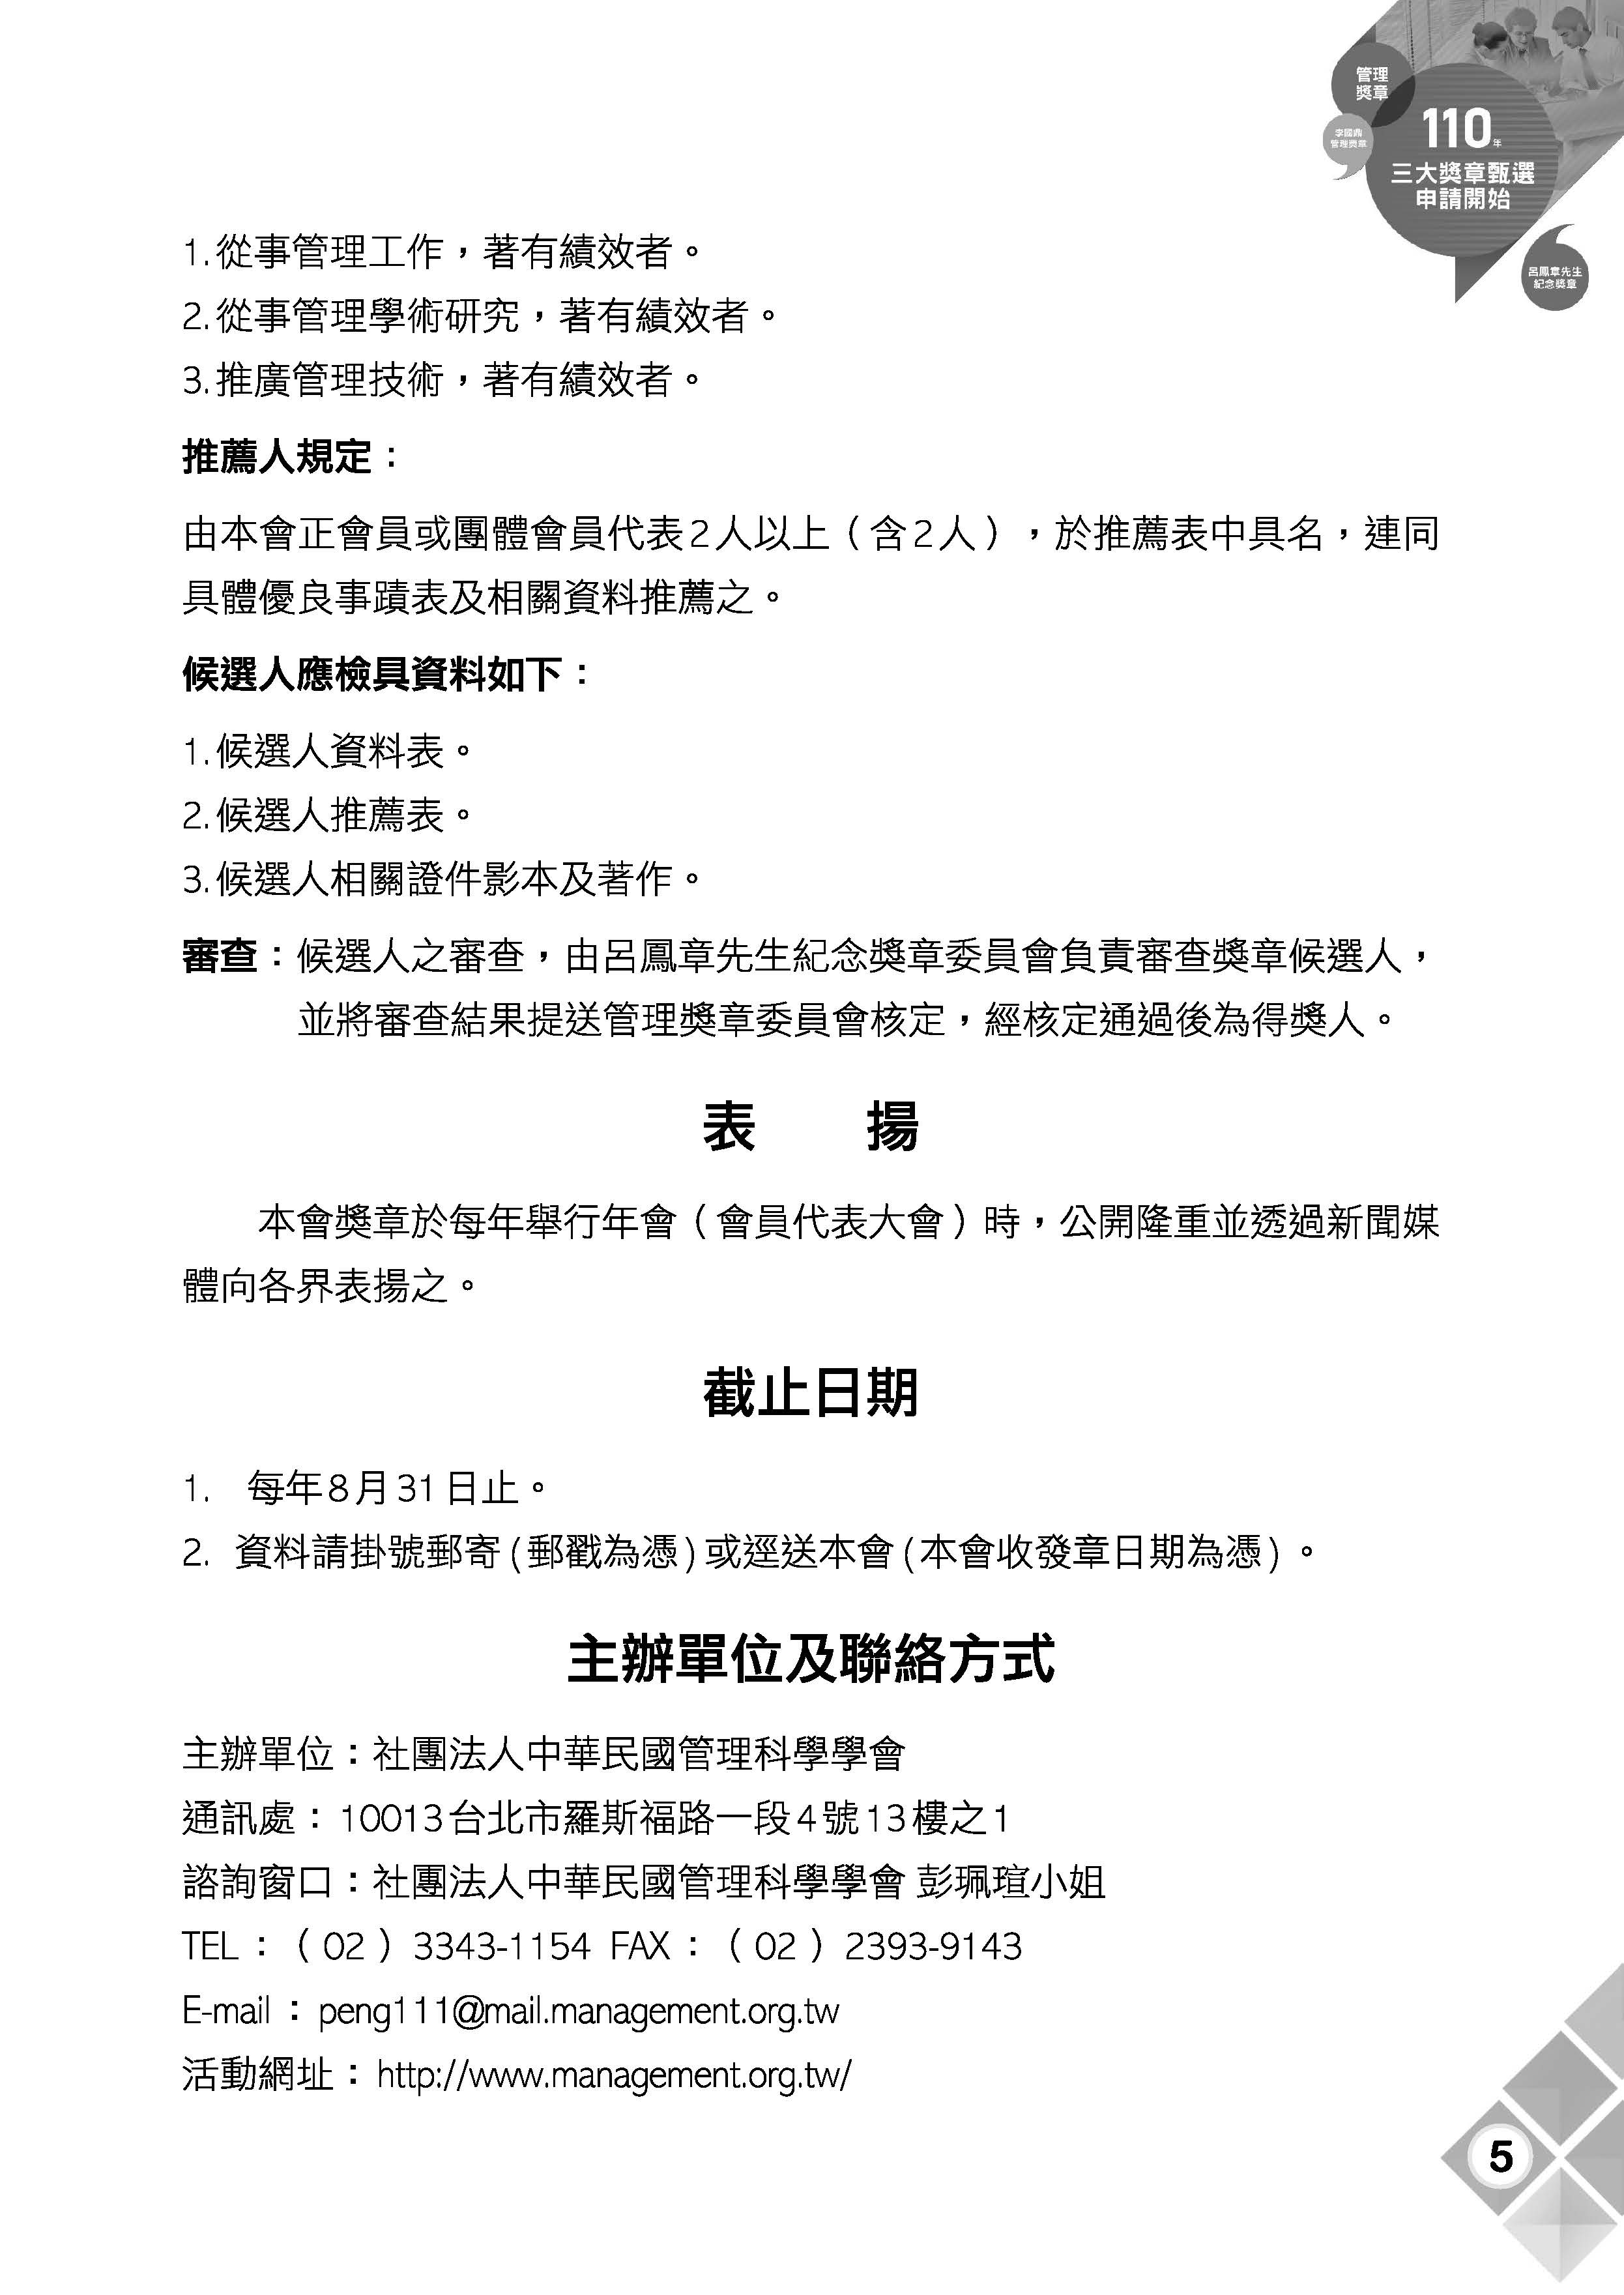 管理
獎章
李國鼎
管理獎章
110年
三大獎章甄選
申請開始
呂鳳章先生
紀念獎章
1.從事管理工作，著有績效者。
2.從事管理學術研究，著有績效者。
3.推廣管理技術，著有績效者。
推薦人規定：
由本會正會員或團體會員代表2人以上（含2人），於推薦表中具名，連同
具體優良事蹟表及相關資料推薦之。
候選人應檢具資料如下：
1.候選人資料表。
2.候選人推薦表。
3.候選人相關證件影本及著作。
審查：候選人之審查，由呂鳳章先生紀念獎章委員會負責審查獎章候選人，
並將審查結果提送管理獎章委員會核定，經核定通過後為得獎人。
表　　揚
本會獎章於每年舉行年會（會員代表大會）時，公開隆重並透過新聞媒
體向各界表揚之。
截止日期
1. 每年8月31日止。
2. 資料請掛號郵寄(郵戳為憑)或逕送本會(本會收發章日期為憑)。
主辦單位及聯絡方式
主辦單位：社團法人中華民國管理科學學會
通訊處：10013台北市羅斯福路一段4號13樓之1
諮詢窗口：社團法人中華民國管理科學學會 彭珮瑄小姐
TEL：（02）3343-1154 FAX：（02）2393-9143
E-mail：peng111@mail.management.org.tw
活動網址：http://www.management.org.tw/
5